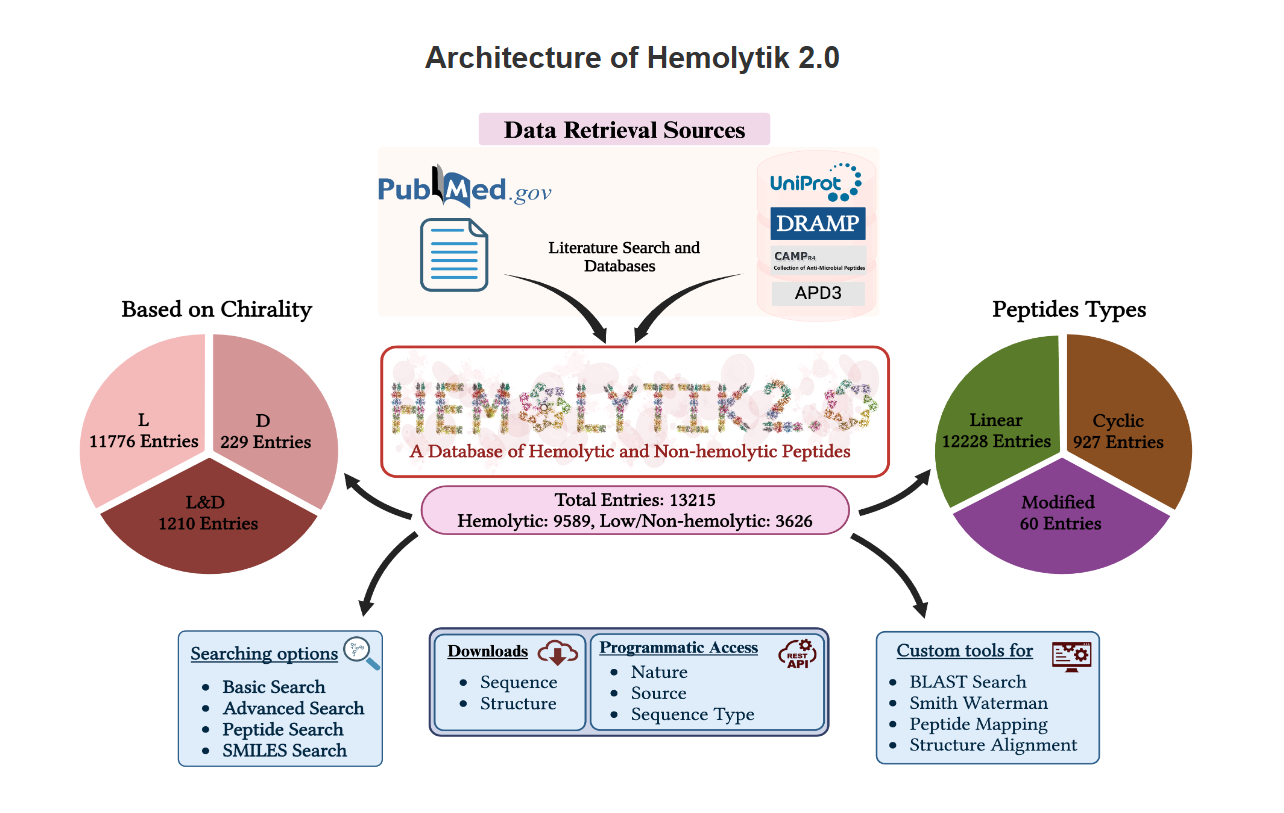 Architecture of Hemolytik 2.0
Data Retrieval Sources
PubMed.gov
UniProt
DRAMP
CAMPR4
Collection of Anti-Microbial Peptides
APD3
Literature Search and
Databases
Based on Chirality
L
11776 Entries
D
229 Entries
L&D
1210 Entries
HEMOLYTIK 2.0
A Database of Hemolytic and Non-hemolytic Peptides
Total Entries: 13215
Hemolytic: 9589, Low/Non-hemolytic: 3626
Peptides Types
Linear
12228 Entries
Cyclic
927 Entries
Modified
60 Entries
Searching options
• Basic Search
• Advanced Search
• Peptide Search
• SMILES Search
Downloads
• Sequence
• Structure
Programmatic Access
REST
API
• Nature
• Source
• Sequence Type
Custom tools for
• BLAST Search
• Smith Waterman
• Peptide Mapping
• Structure Alignment